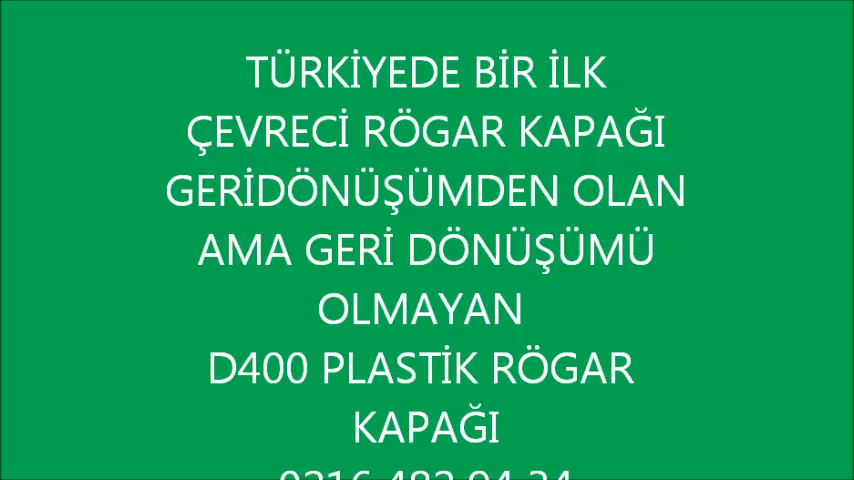 TÜRKİYEDE BİR İLK
ÇEVRECİ RÖGAR KAPAĞI
GERİDÖNÜŞÜMDEN OLAN
AMA GERİ DÖNÜŞÜMÜ
OLMAYAN
D400 PLASTİK RÖGAR
KAPAĞI